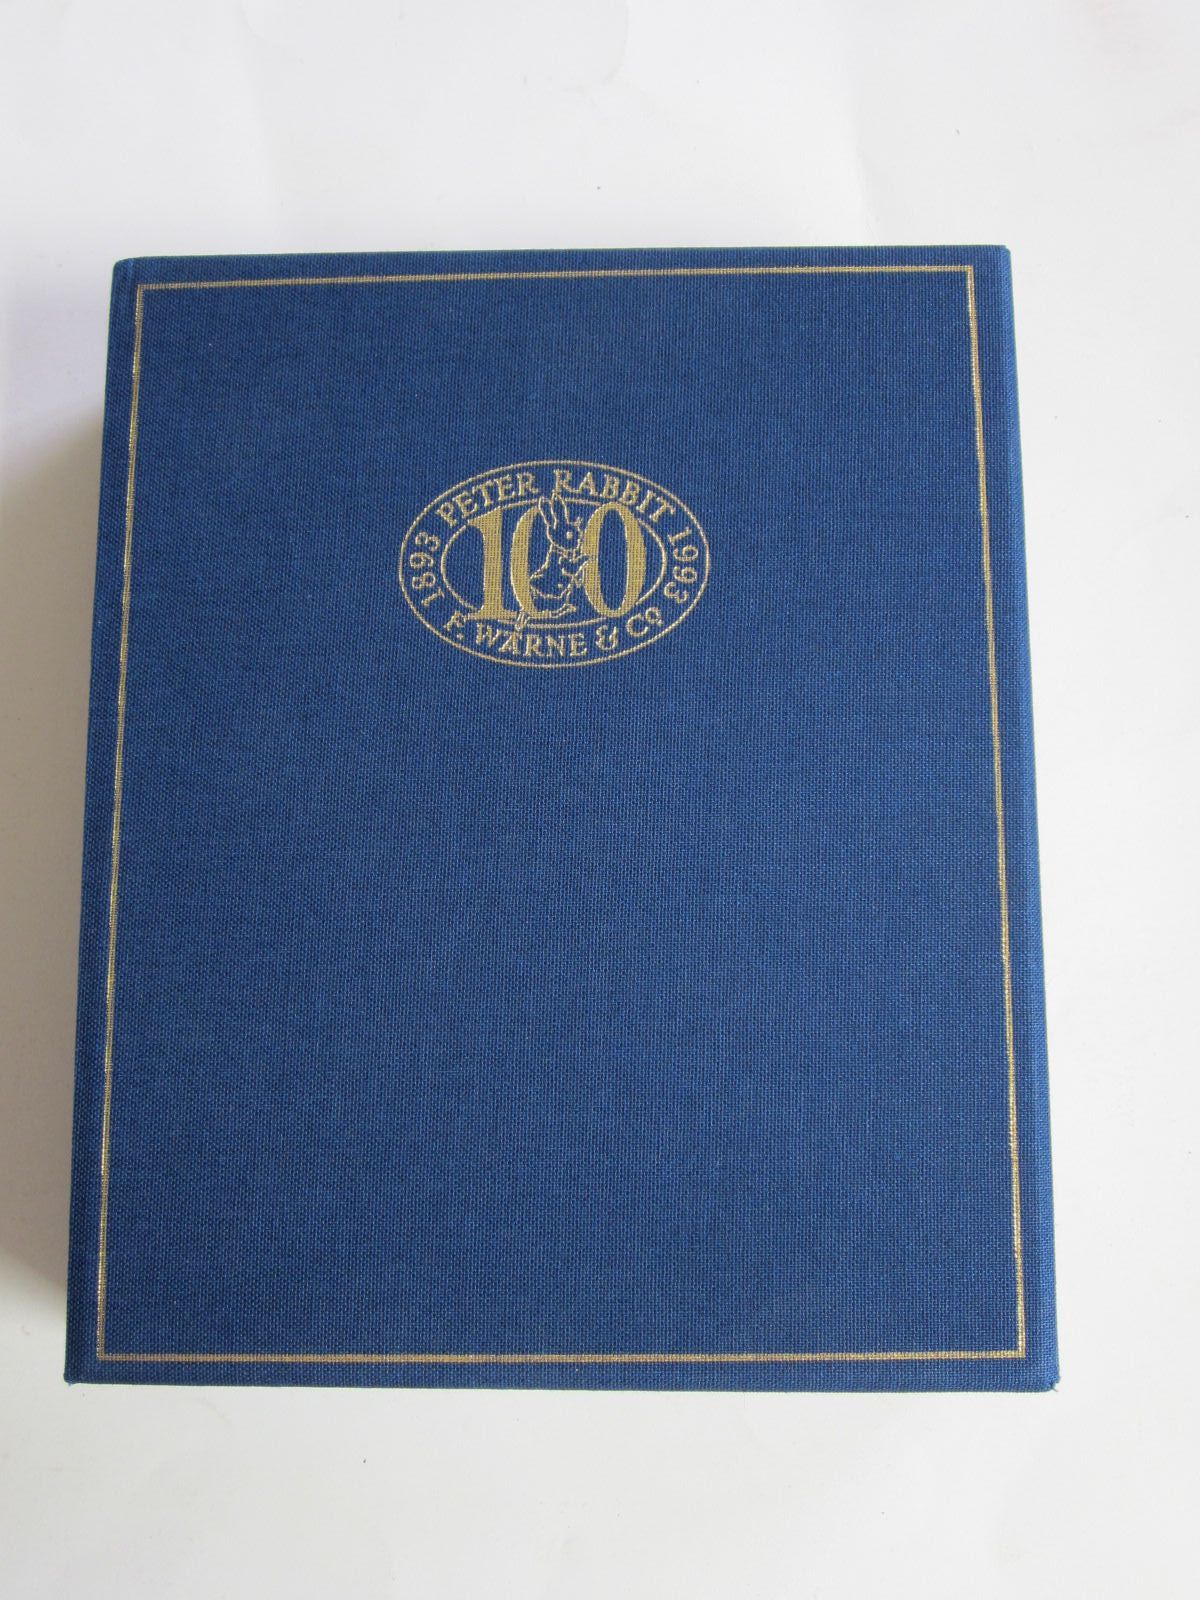 1893 PETER RABBIT 1993
100
F. WARNE & Co